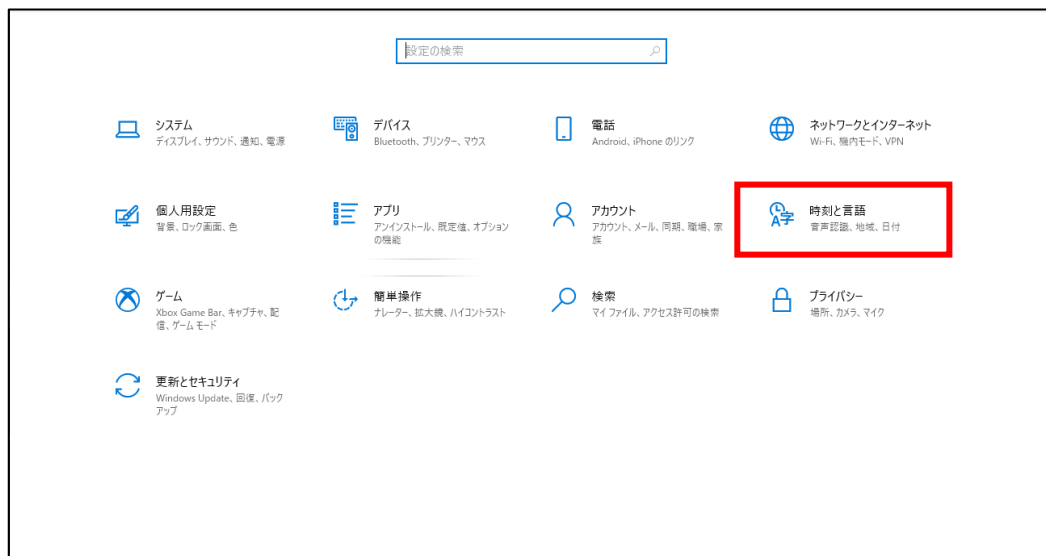 設定の検索
システム
ディスプレイ、サウンド、通知、電源
デバイス
Bluetooth、プリンター、マウス
電話
Android、iPhone のリンク
ネットワークとインターネット
Wi-Fi、機内モード、VPN
個人用設定
背景、ロック画面、色
アプリ
アンインストール、既定値、オプション
の機能
アカウント
アカウント、メール、同期、職場、家
族
時刻と言語
音声認識、地域、日付
ゲーム
Xbox Game Bar、キャプチャ、配
信、ゲーム モード
簡単操作
ナレーター、拡大鏡、ハイコントラスト
検索
マイ ファイル、アクセス許可の検索
プライバシー
場所、カメラ、マイク
更新とセキュリティ
Windows Update、回復、バック
アップ